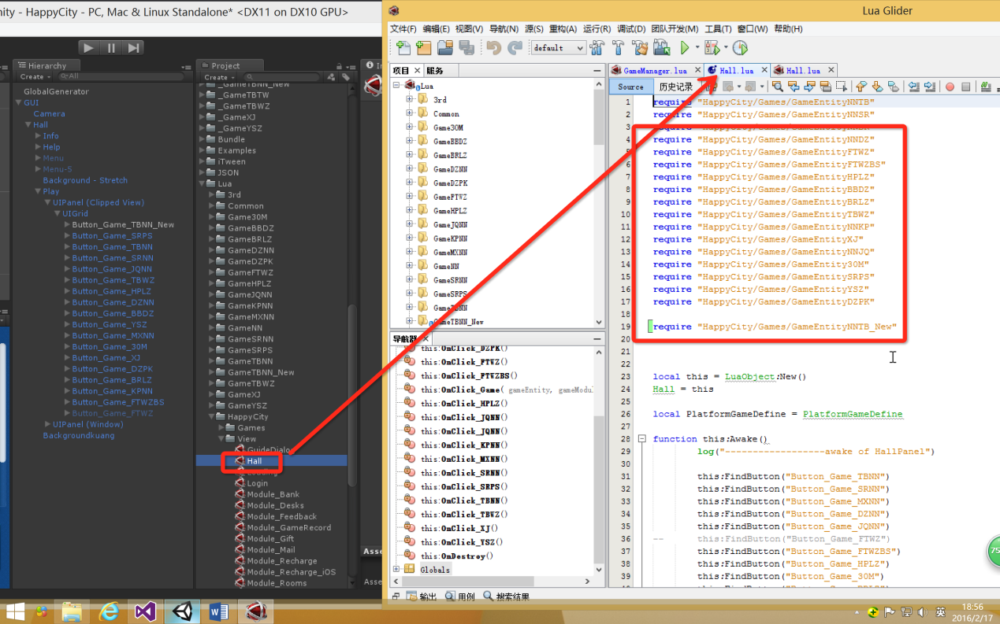 nity - HappyCity - PC, Mac & Linux Standalone* <DX11 on DX10 GPU>
Hierarchy
Create
All
GlobalGenerator
GUI
Camera
Hall
Info
Help
Menu
Menu-S
Background - Stretch
Play
UIPanel (Clipped View)
UIGrid
Button_Game_TBNN_New
Button_Game_SRPS
Button_Game_TBNN
Button_Game_SRNN
Button_Game_JQNN
Button_Game_TBWZ
Button_Game_HPLZ
Button_Game_DZNN
Button_Game_BBDZ
Button_Game_YSZ
Button_Game_MXNN
Button_Game_30M
Button_Game_XJ
Button_Game_DZPK
Button_Game_BRLZ
Button_Game_KPNN
Button_Game_FTWZBS
Button_Game_FTWZ
UIPanel (Window)
Backgroundkuang
Project
Create
_GameTBNN_New
_GameTBTW
_GameTBWZ
_GameXJ
_GameYSZ
Bundle
Examples
iTween
JSON
Lua
3rd
Common
Game30M
GameBBDZ
GameBRLZ
GameDZNN
GameDZPK
GameFTWZ
GameHPLZ
GameJQNN
GameKPNN
GameMXNN
GameNN
GameSRNN
GameSRPS
GameTBNN
GameTBNN_New
GameTBWZ
GameXJ
GameYSZ
HappyCity
Games
View
GuideDialo
Hall
Loading
Login
Module_Bank
Module_Desks
Module_Feedback
Module_GameRecord
Module_Gift
Module_Mail
Module_Recharge
Module_Recharge_iOS
Module_Rooms
In
Asse
Asse
Lua Glider
文件(F) 编辑(E) 视图(V) 导航(N) 源(S) 重构(A) 运行(R) 调试(D) 团队开发(M) 工具(T) 窗口(W) 帮助(H)
default
项目 服务
Lua
3rd
Common
Game30M
GameBBDZ
GameBRLZ
GameDZNN
GameDZPK
GameFTWZ
GameHPLZ
GameJQNN
GameKPNN
GameMXNN
GameNN
GameSRNN
GameSRPS
GameTBNN
GameTBNN_New
导航器
this:OnClick_DZPK()
this:OnClick_FTWZ()
this:OnClick_FTWZBS()
this:OnClick_Game( gameEntity, gameModul
this:OnClick_HPLZ()
this:OnClick_JQNN()
this:OnClick_JQNN()
this:OnClick_KPNN()
this:OnClick_MXNN()
this:OnClick_SRNN()
this:OnClick_SRPS()
this:OnClick_TBNN()
this:OnClick_TBWZ()
this:OnClick_XJ()
this:OnClick_YSZ()
this:OnDestroy()
Globals
输出 用例 搜索结果
GameManager.lua Hall.lua Hall.lua
Source 历史记录
1 require "HappyCity/Games/GameEntityNNTB"
2 require "HappyCity/Games/GameEntityNNSR"
3
4 require "HappyCity/Games/GameEntityNNDZ"
5 require "HappyCity/Games/GameEntityFTWZ"
6 require "HappyCity/Games/GameEntityFTWZBS"
7 require "HappyCity/Games/GameEntityHPLZ"
8 require "HappyCity/Games/GameEntityBBDZ"
9 require "HappyCity/Games/GameEntityBRLZ"
10 require "HappyCity/Games/GameEntityTBWZ"
11 require "HappyCity/Games/GameEntityNNKP"
12 require "HappyCity/Games/GameEntityXJ"
13 require "HappyCity/Games/GameEntityNNJQ"
14 require "HappyCity/Games/GameEntity30M"
15 require "HappyCity/Games/GameEntitySRPS"
16 require "HappyCity/Games/GameEntityYSZ"
17 require "HappyCity/Games/GameEntityDZPK"
18
19 require "HappyCity/Games/GameEntityNNTB_New"
20
21
22
23 local this = LuaObject:New()
24 Hall = this
25
26 local PlatformGameDefine = PlatformGameDefine
27
28 function this:Awake()
29 log("------------------awake of HallPanel")
30
31 this:FindButton("Button_Game_TBNN")
32 this:FindButton("Button_Game_SRNN")
33 this:FindButton("Button_Game_MXNN")
34 this:FindButton("Button_Game_DZNN")
35 this:FindButton("Button_Game_JQNN")
36 -- this:FindButton("Button_Game_FTWZ")
37 this:FindButton("Button_Game_FTWZBS")
38 this:FindButton("Button_Game_HPLZ")
39 this:FindButton("Button_Game_30M")
75
英
18:56
2016/2/17